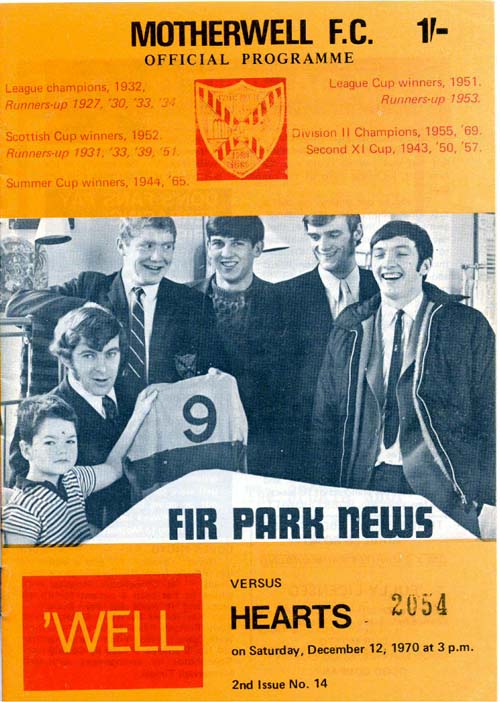 MOTHERWELL F.C. 1/-
OFFICIAL PROGRAMME
League champions, 1932,
Runners-up 1927, '30, '33, '34
League Cup winners, 1951.
Runners-up 1953.
Scottish Cup winners, 1952.
Runners-up 1931, '33, '39, '51.
Division II Champions, 1955, '69.
Second XI Cup, 1943, '50, '57.
Summer Cup winners, 1944, '65.
9
FIR PARK NEWS
'WELL
VERSUS
HEARTS
2054
on Saturday, December 12, 1970 at 3 p.m.
2nd Issue No. 14